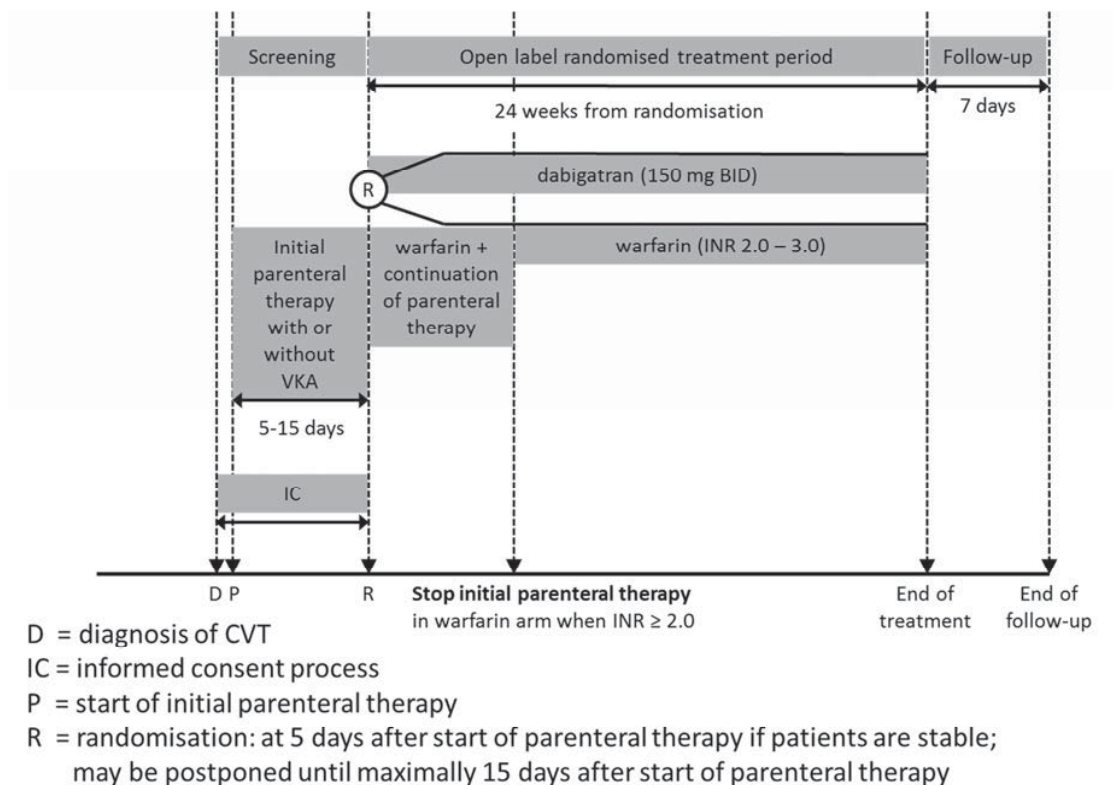 Screening
Open label randomised treatment period
Follow-up
24 weeks from randomisation
7 days
dabigatran (150 mg BID)
R
Initial
parenteral
therapy
with or
without
VKA
warfarin +
continuation
of parenteral
therapy
warfarin (INR 2.0 – 3.0)
5-15 days
IC
D P
R
Stop initial parenteral therapy
in warfarin arm when INR ≥ 2.0
End of
treatment
End of
follow-up
D = diagnosis of CVT
IC = informed consent process
P = start of initial parenteral therapy
R = randomisation: at 5 days after start of parenteral therapy if patients are stable;
may be postponed until maximally 15 days after start of parenteral therapy